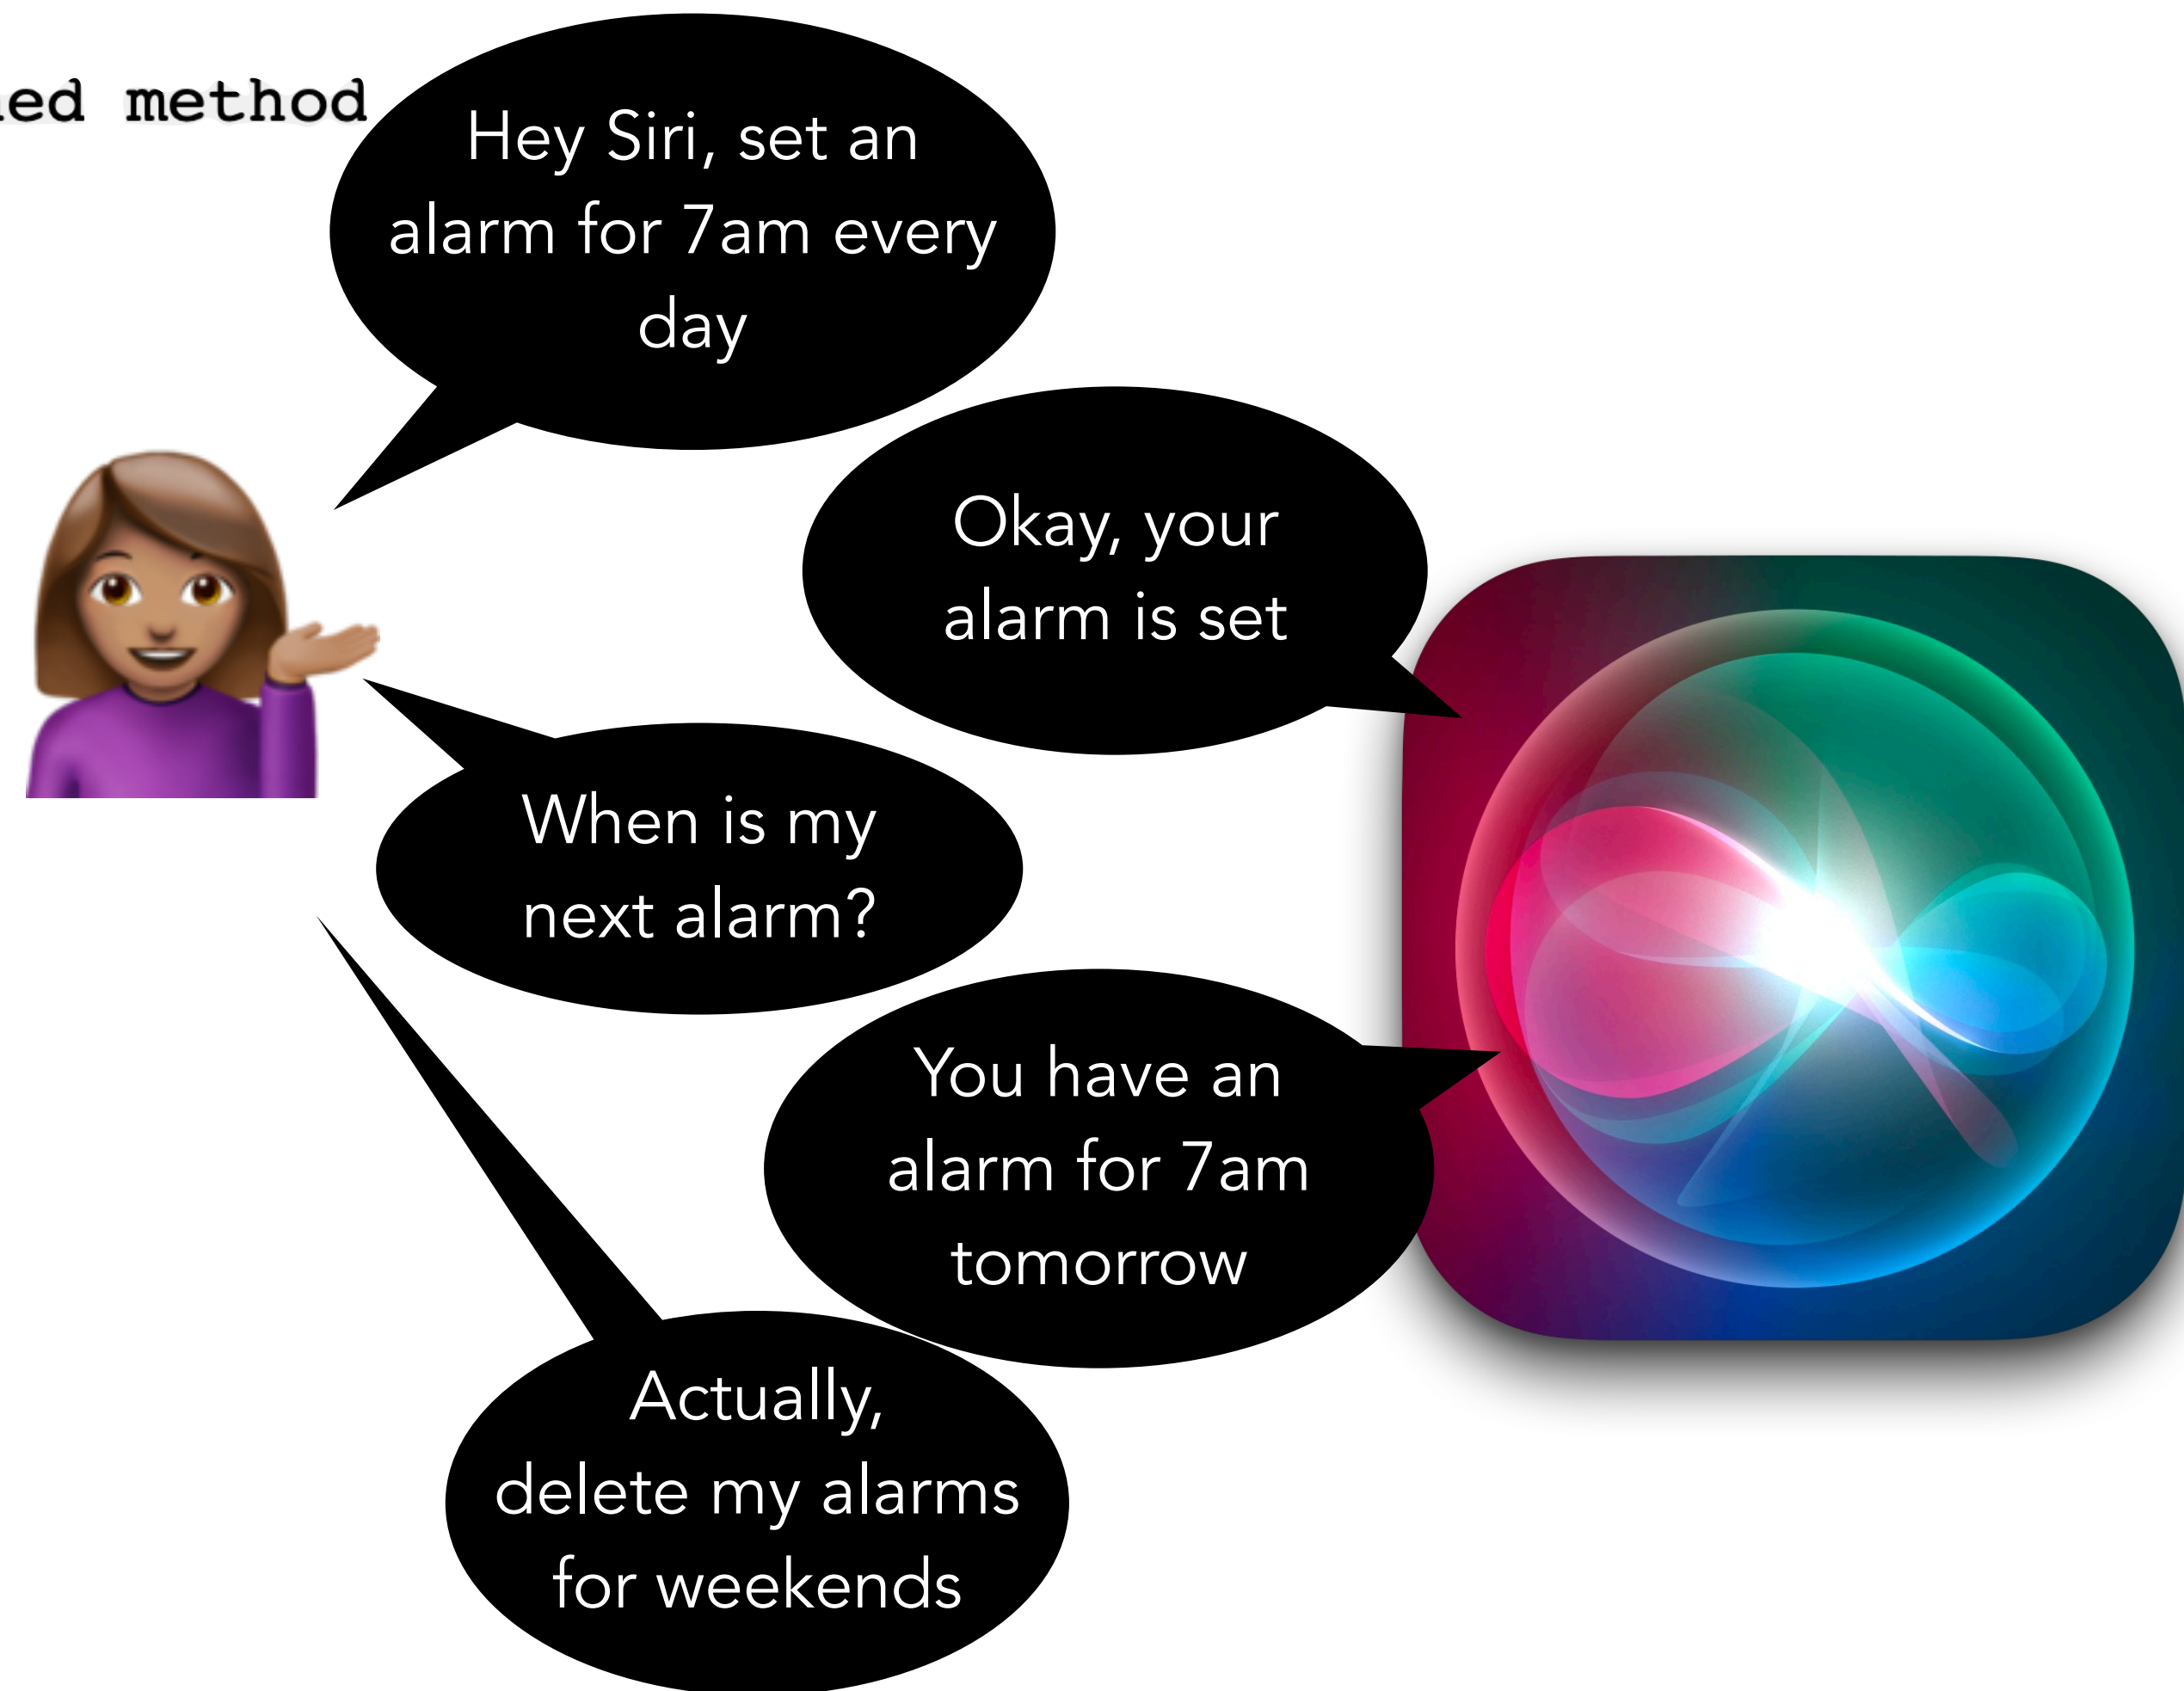 method
Hey Siri, set an
alarm for 7am every
day
Okay, your
alarm is set
When is my
next alarm?
You have an
alarm for 7am
tomorrow
Actually,
delete my alarms
for weekends